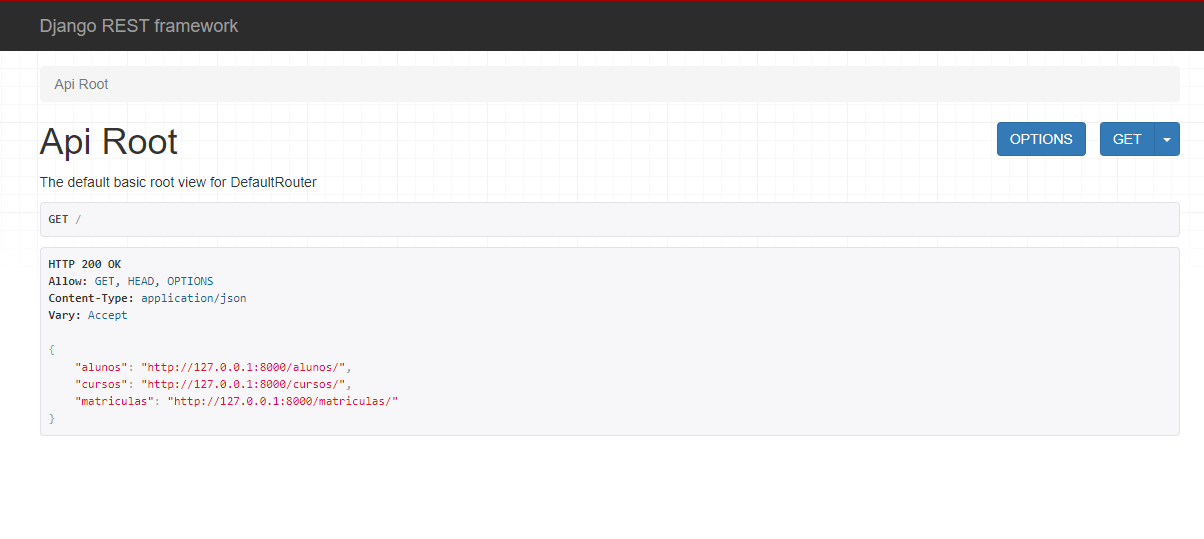 Django REST framework
Api Root
Api Root
OPTIONS
GET
The default basic root view for DefaultRouter
GET /
HTTP 200 OK
Allow: GET, HEAD, OPTIONS
Content-Type: application/json
Vary: Accept
{
    "alunos": "http://127.0.0.1:8000/alunos/",
    "cursos": "http://127.0.0.1:8000/cursos/",
    "matriculas": "http://127.0.0.1:8000/matriculas/"
}